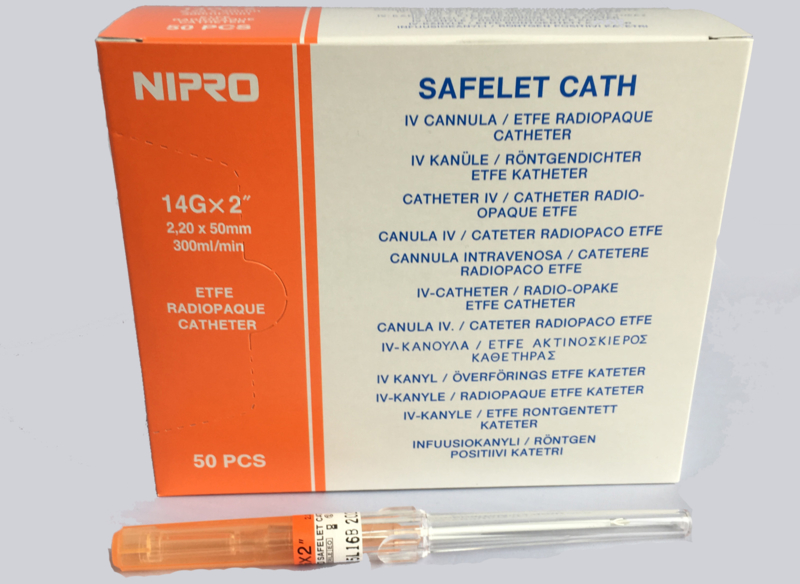 50 PCS
NIPRO
14G×2"
2,20 x 50mm
300ml/min
ETFE
RADIOPAQUE
CATHETER
50 PCS
SAFELET CATH
IV CANNULA / ETFE RADIOPAQUE
CATHETER
IV KANÜLE / RÖNTGENDICHTER
ETFE KATHETER
CATHETER IV / CATHETER RADIO-
OPAQUE ETFE
CANULA IV / CATETER RADIOPACO ETFE
CANNULA INTRAVENOSA / CATETERE
RADIOPACO ETFE
IV-CATHETER / RADIO-OPAKE
ETFE CATHETER
CANULA IV. / CATETER RADIOPACO ETFE
IV-ΚΑΝΟΥΛΑ / ETFE ΑΚΤΙΝΟΣΚΙΕΡΟΣ
ΚΑΘΕΤΗΡΑΣ
IV KANYL / ÖVERFÖRINGS ETFE KATETER
IV-KANYLE / RADIOPAQUE ETFE KATETER
IV-KANYLE / ETFE RONTGENTETT
KATETER
INFUUSIOKANYLI / RÖNTGEN
POSITIIVI KATETRI
×2"
SAFELET